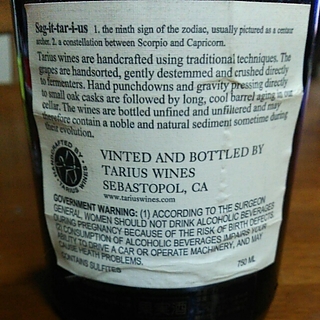 Sag-it-tar-i-us 1, the ninth sign of the zodiac, usually pictured as a centaur
archer. 2, a constellation between Scorpio and Capricorn.
Tarius wines are handcrafted using traditional techniques. The
grapes are handsorted, gently destemmed and crushed directly
to fermenters. Hand punchdowns and gravity pressing directly
to small oak casks are followed by long, cool barrel aging in our
cellar. The wines are bottled unfined and unfiltered and may
therefore contain a noble and natural sediment sometime during
their evolution.
HANDCRAFTED BY
TARIUS WINES
VINTED AND BOTTLED BY
TARIUS WINES
SEBASTOPOL, CA
www.tariuswines.com
GOVERNMENT WARNING: (1) ACCORDING TO THE SURGEON
GENERAL WOMEN SHOULD NOT DRINK ALCOHOLIC BEVERAGES
DURING PREGNANCY BECAUSE OF THE RISK OF BIRTH DEFECTS.
(2) CONSUMPTION OF ALCOHOLIC BEVERAGES IMPAIRS YOUR
ABILITY TO DRIVE A CAR OR OPERATE MACHINERY, AND MAY
CAUSE HEATH PROBLEMS.
CONTAINS SULFITES
750 ML